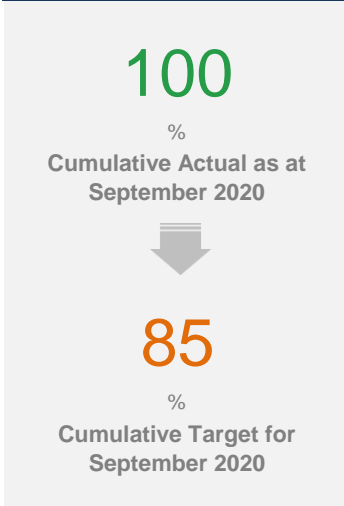 100
%
Cumulative Actual as at
September 2020
85
%
Cumulative Target for
September 2020